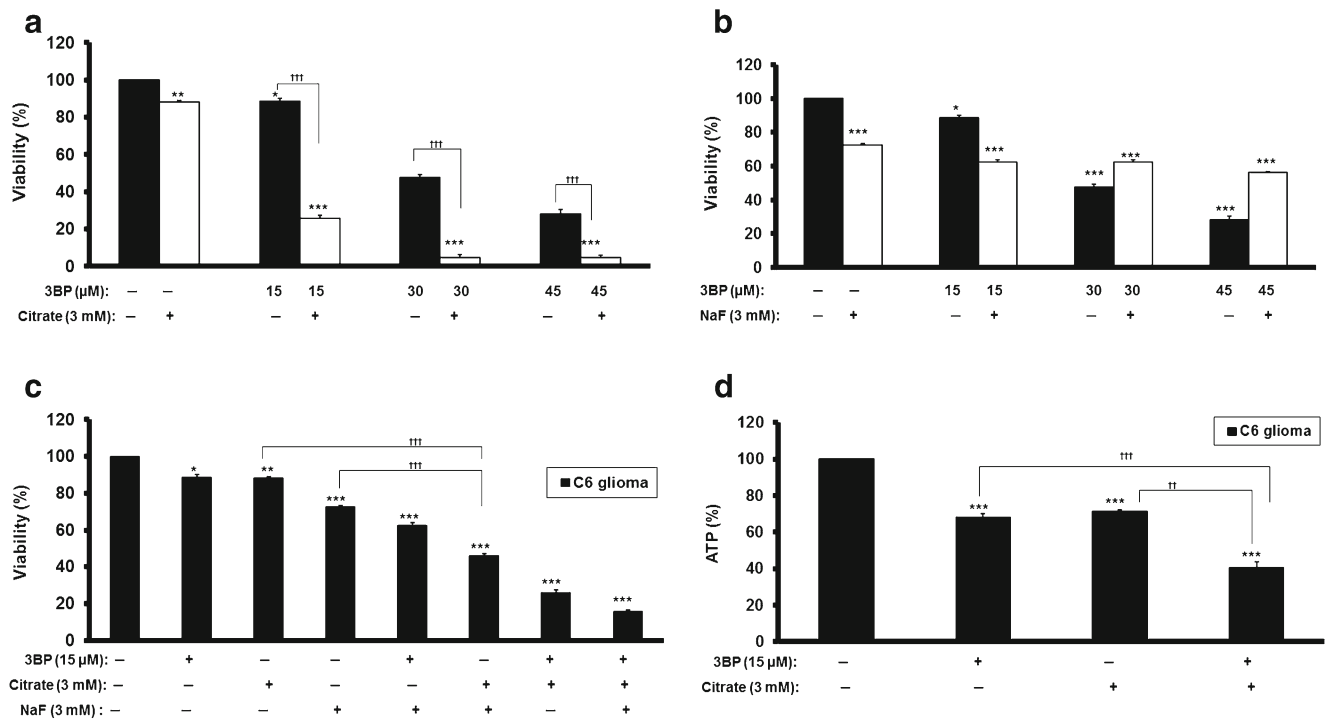 a
120
100
80
60
40
20
0
Viability (%)
** * ††† *** ††† *** ††† ***
3BP (µM): – – 15 15 30 30 45 45
Citrate (3 mM): – + – + – + – +
b
120
100
80
60
40
20
0
Viability (%)
*** * *** *** *** *** ***
3BP (µM): – – 15 15 30 30 45 45
NaF (3 mM): – + – + – + – +
c
120
100
80
60
40
20
0
Viability (%)
†††
†††
* ** *** *** *** *** ***
C6 glioma
3BP (15 µM): – + – – + – + +
Citrate (3 mM): – – + – – + + +
NaF (3 mM) : – – – + + + – +
d
120
100
80
60
40
20
0
ATP (%)
C6 glioma
†††
††
*** *** ***
3BP (15 µM): – + – +
Citrate (3 mM): – – + +